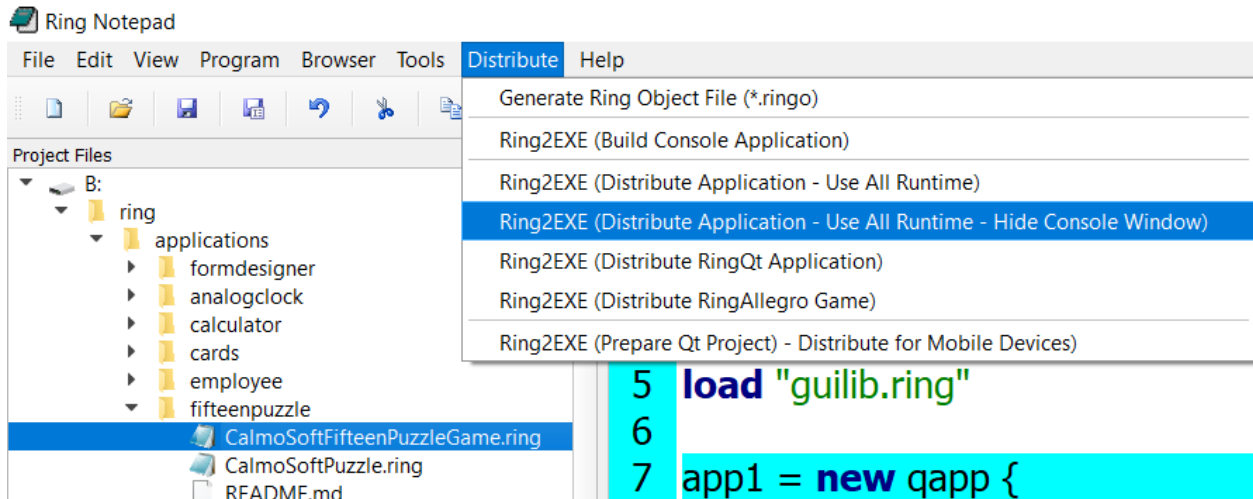 Ring Notepad
File Edit View Program Browser Tools Distribute Help
Generate Ring Object File (*.ringo)
Ring2EXE (Build Console Application)
Ring2EXE (Distribute Application - Use All Runtime)
Ring2EXE (Distribute Application - Use All Runtime - Hide Console Window)
Ring2EXE (Distribute RingQt Application)
Ring2EXE (Distribute RingAllegro Game)
Ring2EXE (Prepare Qt Project) - Distribute for Mobile Devices)
Project Files
B:
ring
applications
formdesigner
analogclock
calculator
cards
employee
fifteenpuzzle
CalmoSoftFifteenPuzzleGame.ring
CalmoSoftPuzzle.ring
README.md
5 load "guilib.ring"
6
7 app1 = new qapp {